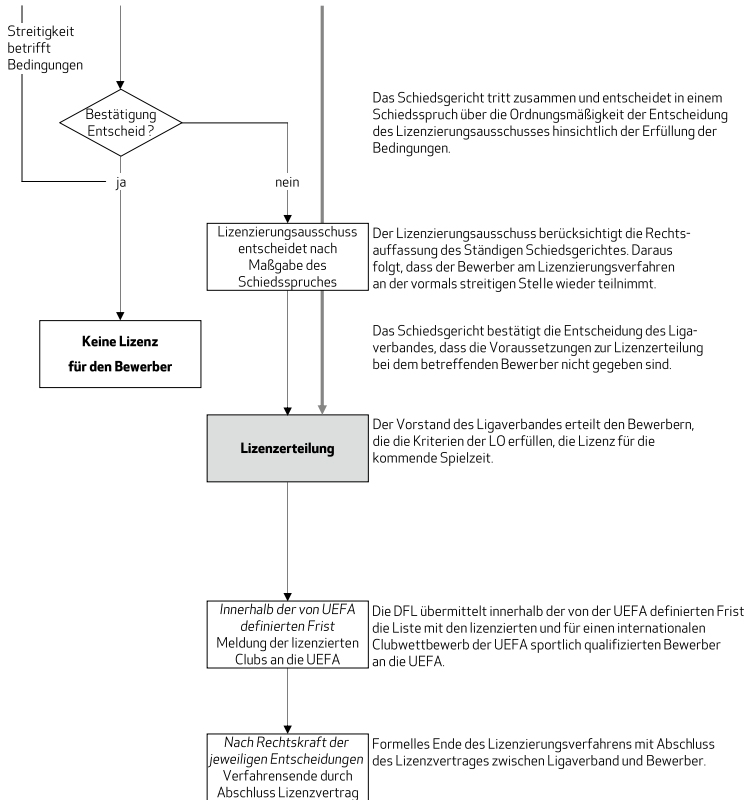 Streitigkeit
betrifft
Bedingungen
Bestätigung
Entscheid ?
Das Schiedsgericht tritt zusammen und entscheidet in einem
Schiedsspruch über die Ordnungsmäßigkeit der Entscheidung
des Lizenzierungsausschusses hinsichtlich der Erfüllung der
Bedingungen.
ja
nein
Lizenzierungsausschuss
entscheidet nach
Maßgabe des
Schiedsspruches
Der Lizenzierungsausschuss berücksichtigt die Rechts-
auffassung des Ständigen Schiedsgerichtes. Daraus
folgt, dass der Bewerber am Lizenzierungsverfahren
an der vormals streitigen Stelle wieder teilnimmt.
Keine Lizenz
für den Bewerber
Das Schiedsgericht bestätigt die Entscheidung des Liga-
verbandes, dass die Voraussetzungen zur Lizenzerteilung
bei dem betreffenden Bewerber nicht gegeben sind.
Lizenzerteilung
Der Vorstand des Ligaverbandes erteilt den Bewerbern,
die die Kriterien der LO erfüllen, die Lizenz für die
kommende Spielzeit.
Innerhalb der von UEFA
definierten Frist
Meldung der lizenzierten
Clubs an die UEFA
Die DFL übermittelt innerhalb der von der UEFA definierten Frist
die Liste mit den lizenzierten und für einen internationalen
Clubwettbewerb der UEFA sportlich qualifizierten Bewerber
an die UEFA.
Nach Rechtskraft der
jeweiligen Entscheidungen
Verfahrensende durch
Abschluss Lizenzvertrag
Formelles Ende des Lizenzierungsverfahrens mit Abschluss
des Lizenzvertrages zwischen Ligaverband und Bewerber.